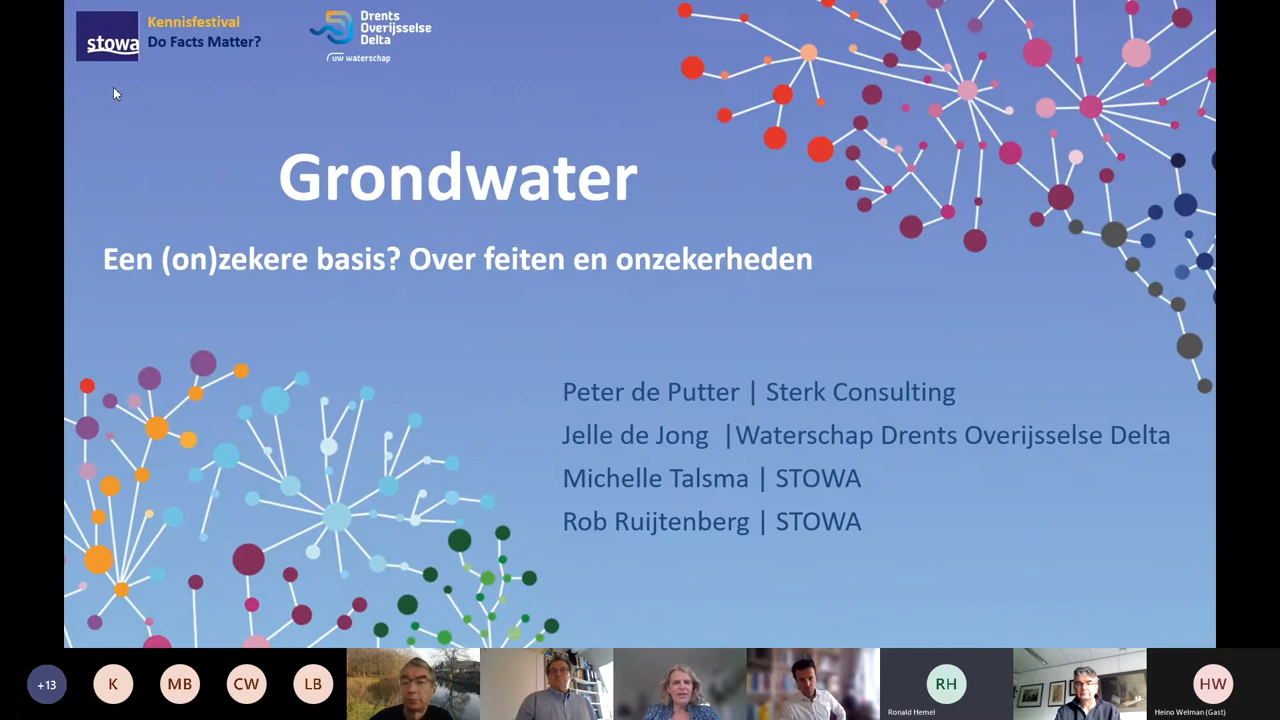 stowa
Kennisfestival
Do Facts Matter?
Drents
Overijsselse
Delta
uw waterschap
Grondwater
Een (on)zekere basis? Over feiten en onzekerheden
Peter de Putter | Sterk Consulting
Jelle de Jong |Waterschap Drents Overijsselse Delta
Michelle Talsma | STOWA
Rob Ruijtenberg | STOWA
+13
K
MB
CW
LB
RH
Ronald Hemel
HW
Heino Welman (Gast)